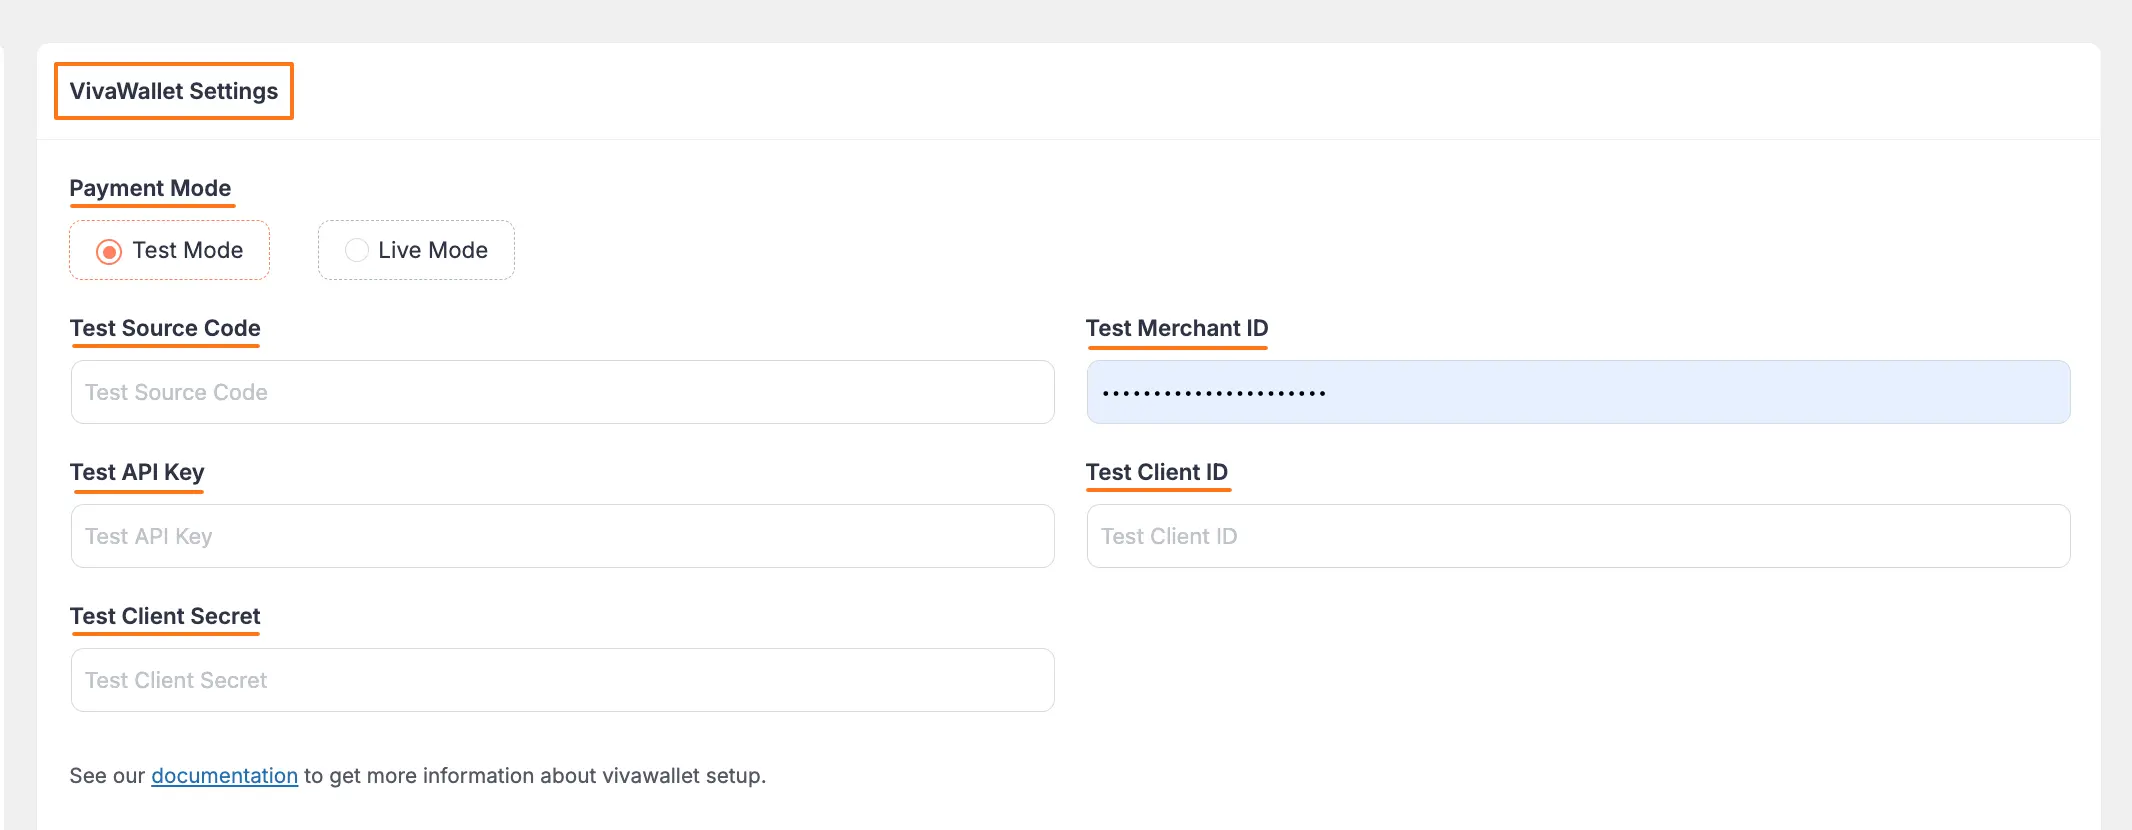 VivaWallet Settings
Payment Mode
Test Mode
Live Mode
Test Source Code
Test Merchant ID
Test Source Code
••••••••••••••••••••••
Test API Key
Test Client ID
Test API Key
Test Client ID
Test Client Secret
Test Client Secret
See our documentation to get more information about vivawallet setup.